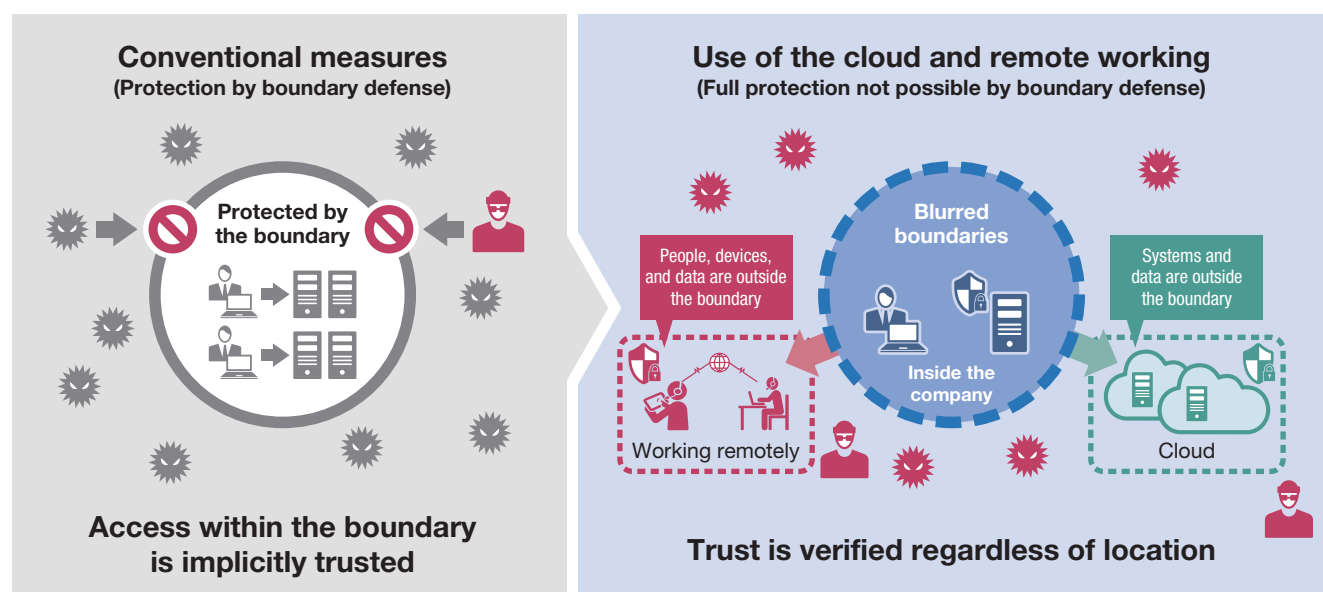 Conventional measures
(Protection by boundary defense)
Protected by
the boundary
Access within the boundary
is implicitly trusted
Use of the cloud and remote working
(Full protection not possible by boundary defense)
Blurred
boundaries
People, devices,
and data are outside
the boundary
Systems and
data are outside
the boundary
Inside the
company
Working remotely
Cloud
Trust is verified regardless of location